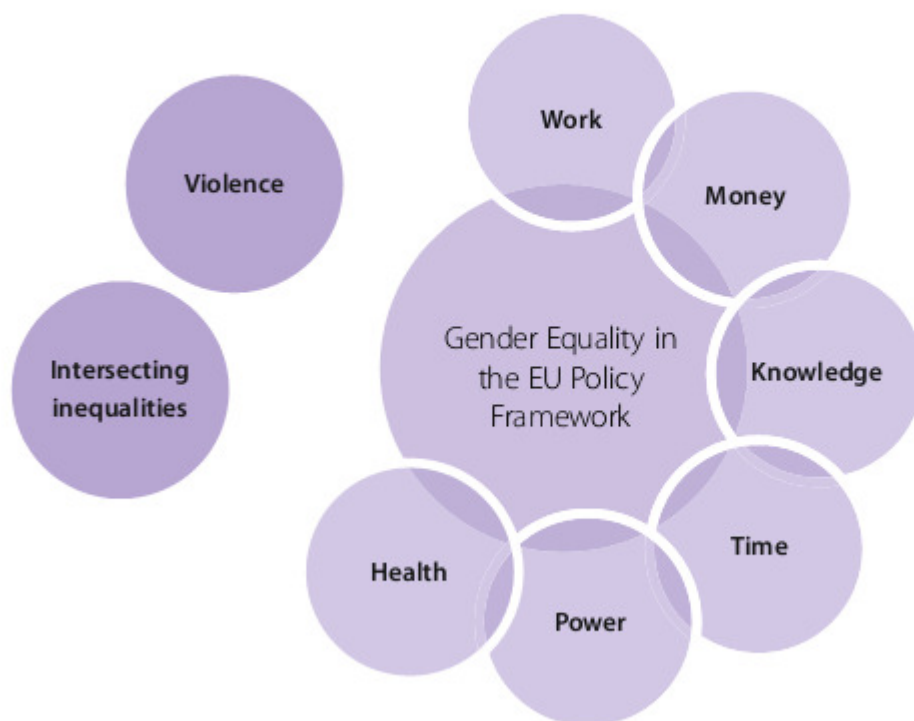 Work
Violence
Money
Gender Equality in
the EU Policy
Framework
Knowledge
Intersecting
inequalities
Time
Health
Power